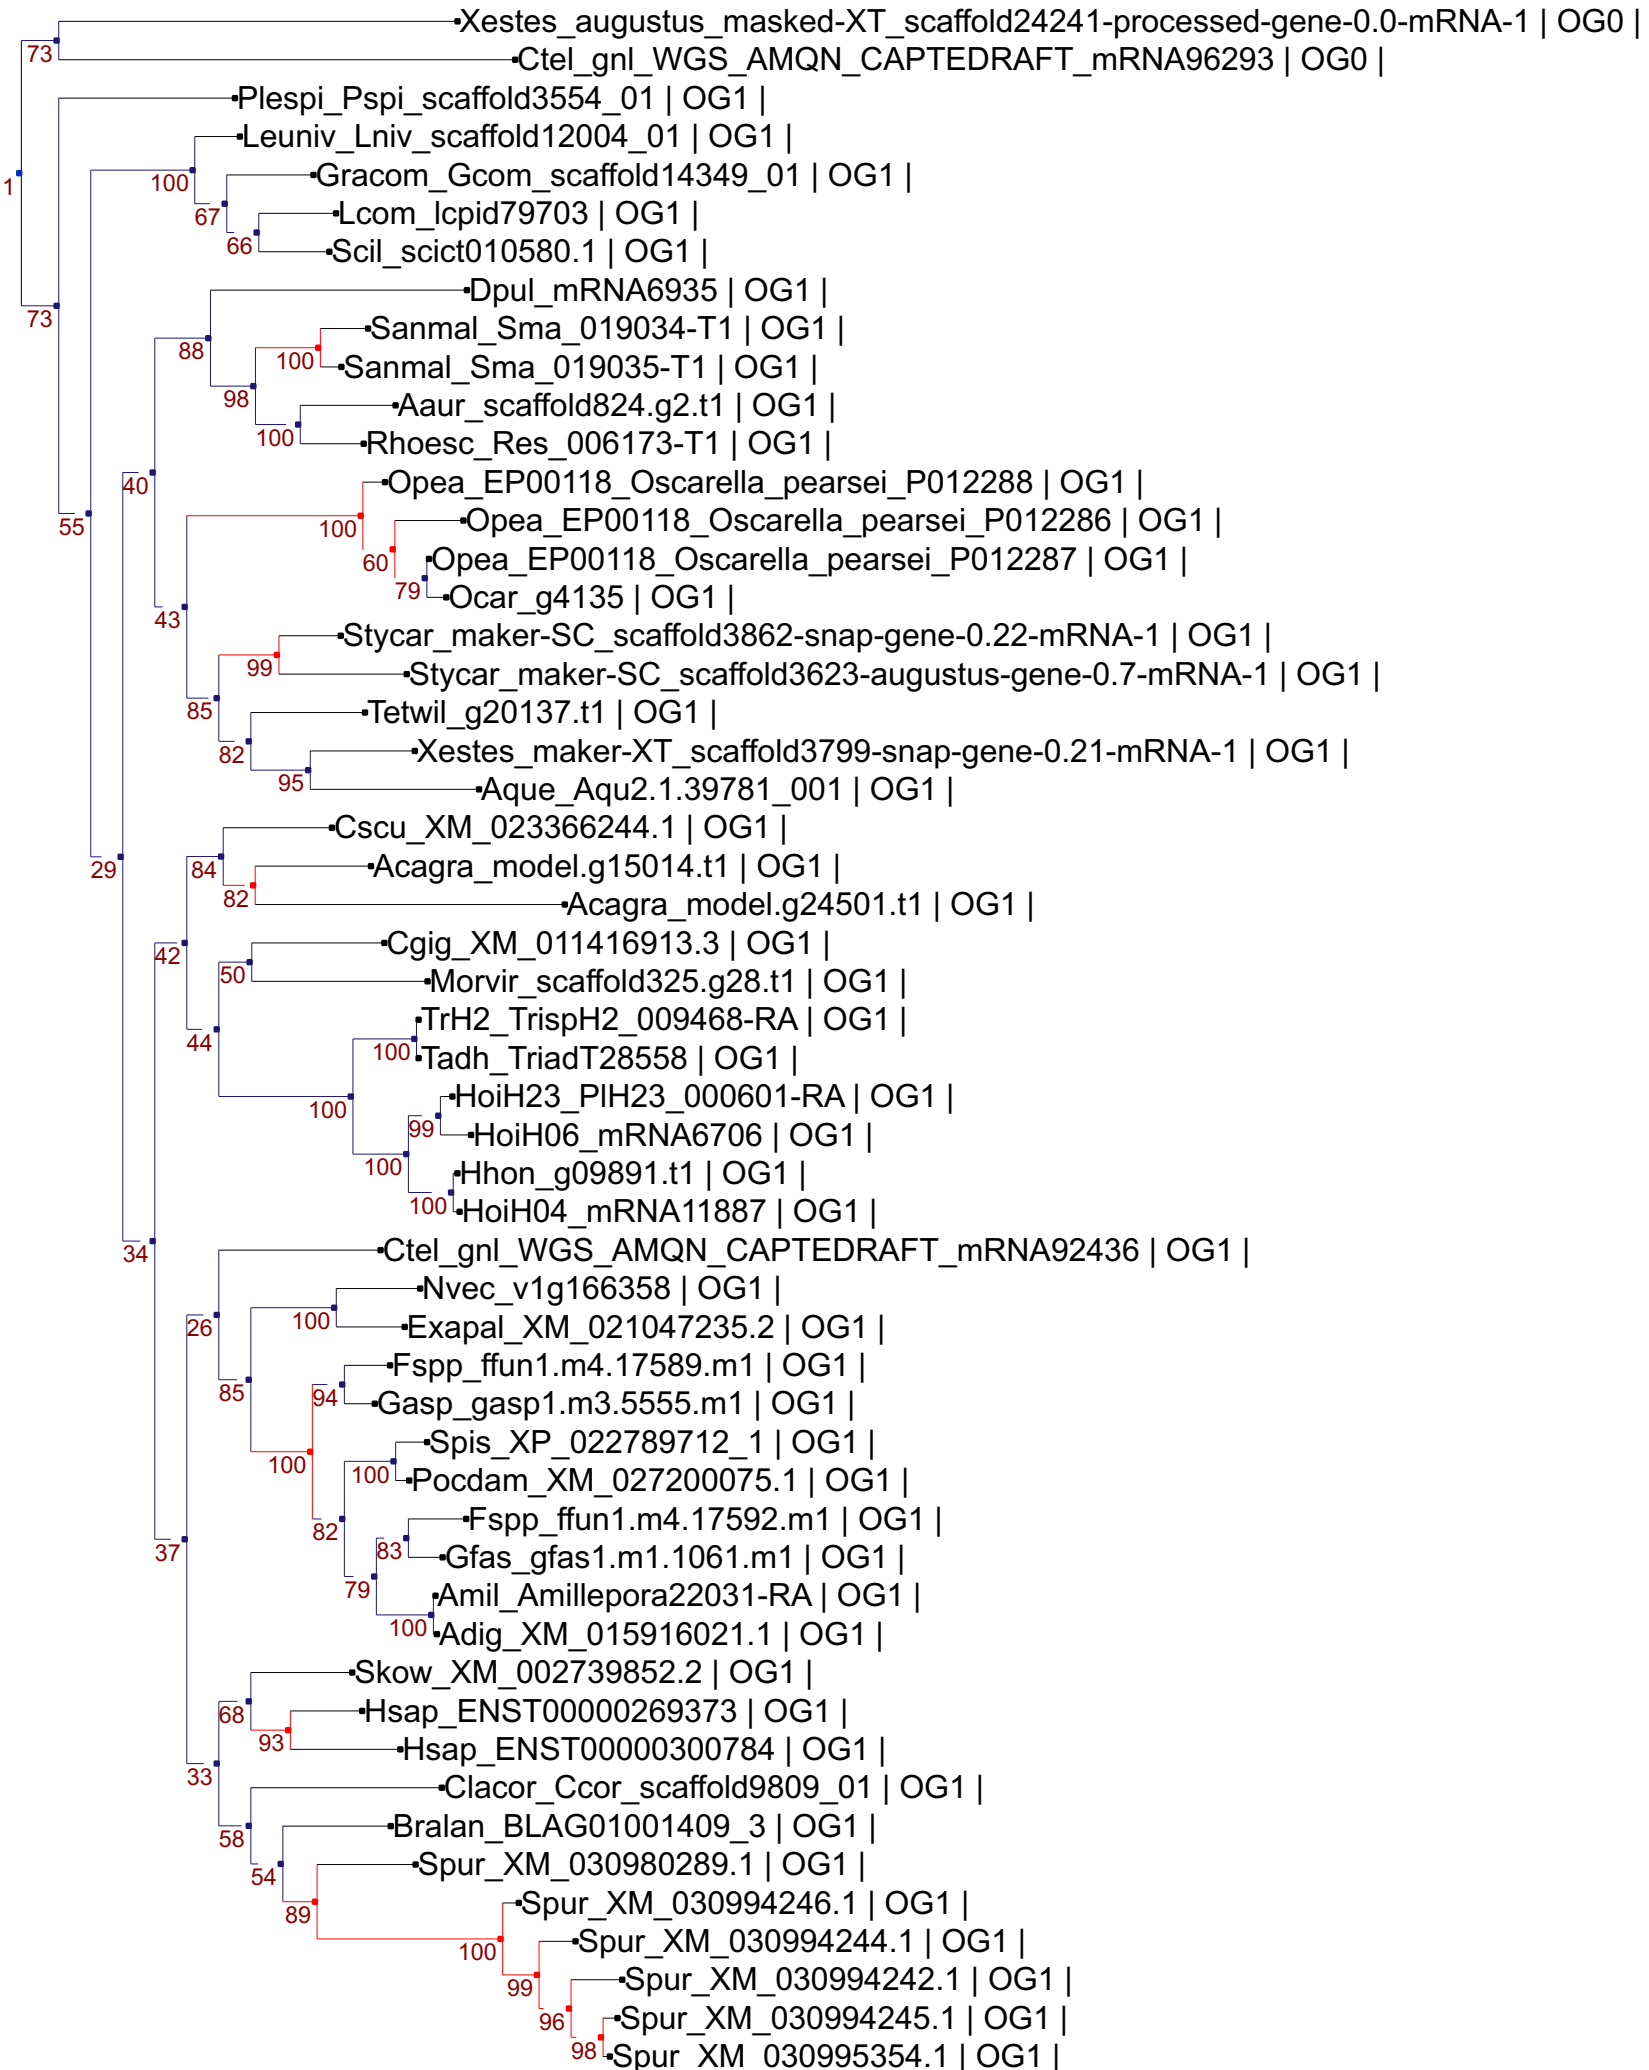 Xestes_augustus_masked-XT_scaffold24241-processed-gene-0.0-mRNA-1 | OG0 |
73
Ctel_gnl_WGS_AMQN_CAPTEDRAFT_mRNA96293 | OG0 |
Plespi_Pspi_scaffold3554_01 | OG1 |
Leuniv_Lniv_scaffold12004_01 | OG1 |
1
100
Gracom_Gcom_scaffold14349_01 | OG1 |
67
Lcom_lcpid79703 | OG1 |
66
Scil_scict010580.1 | OG1 |
Dpul_mRNA6935 | OG1 |
73
Sanmal_Sma_019034-T1 | OG1 |
88
100
Sanmal_Sma_019035-T1 | OG1 |
98
Aaur_scaffold824.g2.t1 | OG1 |
100
Rhoesc_Res_006173-T1 | OG1 |
40
Opea_EP00118_Oscarella_pearsei_P012288 | OG1 |
55
100
Opea_EP00118_Oscarella_pearsei_P012286 | OG1 |
60
Opea_EP00118_Oscarella_pearsei_P012287 | OG1 |
79
Ocar_g4135 | OG1 |
43
Stycar_maker-SC_scaffold3862-snap-gene-0.22-mRNA-1 | OG1 |
99
Stycar_maker-SC_scaffold3623-augustus-gene-0.7-mRNA-1 | OG1 |
85
Tetwil_g20137.t1 | OG1 |
82
Xestes_maker-XT_scaffold3799-snap-gene-0.21-mRNA-1 | OG1 |
95
Aque_Aqu2.1.39781_001 | OG1 |
Cscu_XM_023366244.1 | OG1 |
29
84
Acagra_model.g15014.t1 | OG1 |
82
Acagra_model.g24501.t1 | OG1 |
42
Cgig_XM_011416913.3 | OG1 |
50
Morvir_scaffold325.g28.t1 | OG1 |
44
TrH2_TrispH2_009468-RA | OG1 |
100
Tadh_TriadT28558 | OG1 |
100
HoiH23_PlH23_000601-RA | OG1 |
99
HoiH06_mRNA6706 | OG1 |
100
Hhon_g09891.t1 | OG1 |
100
HoiH04_mRNA11887 | OG1 |
34
Ctel_gnl_WGS_AMQN_CAPTEDRAFT_mRNA92436 | OG1 |
Nvec_v1g166358 | OG1 |
26
100
Exapal_XM_021047235.2 | OG1 |
Fspp_ffun1.m4.17589.m1 | OG1 |
85
94
Gasp_gasp1.m3.5555.m1 | OG1 |
Spis_XP_022789712_1 | OG1 |
100
100
Pocdam_XM_027200075.1 | OG1 |
Fspp_ffun1.m4.17592.m1 | OG1 |
82
37
83
Gfas_gfas1.m1.1061.m1 | OG1 |
79
Amil_Amillepora22031-RA | OG1 |
100
Adig_XM_015916021.1 | OG1 |
Skow_XM_002739852.2 | OG1 |
68
Hsap_ENST00000269373 | OG1 |
93
Hsap_ENST00000300784 | OG1 |
33
Clacor_Ccor_scaffold9809_01 | OG1 |
58
Bralan_BLAG01001409_3 | OG1 |
54
Spur_XM_030980289.1 | OG1 |
89
Spur_XM_030994246.1 | OG1 |
100
Spur_XM_030994244.1 | OG1 |
99
Spur_XM_030994242.1 | OG1 |
96
Spur_XM_030994245.1 | OG1 |
98
Spur_XM_030995354.1 | OG1 |